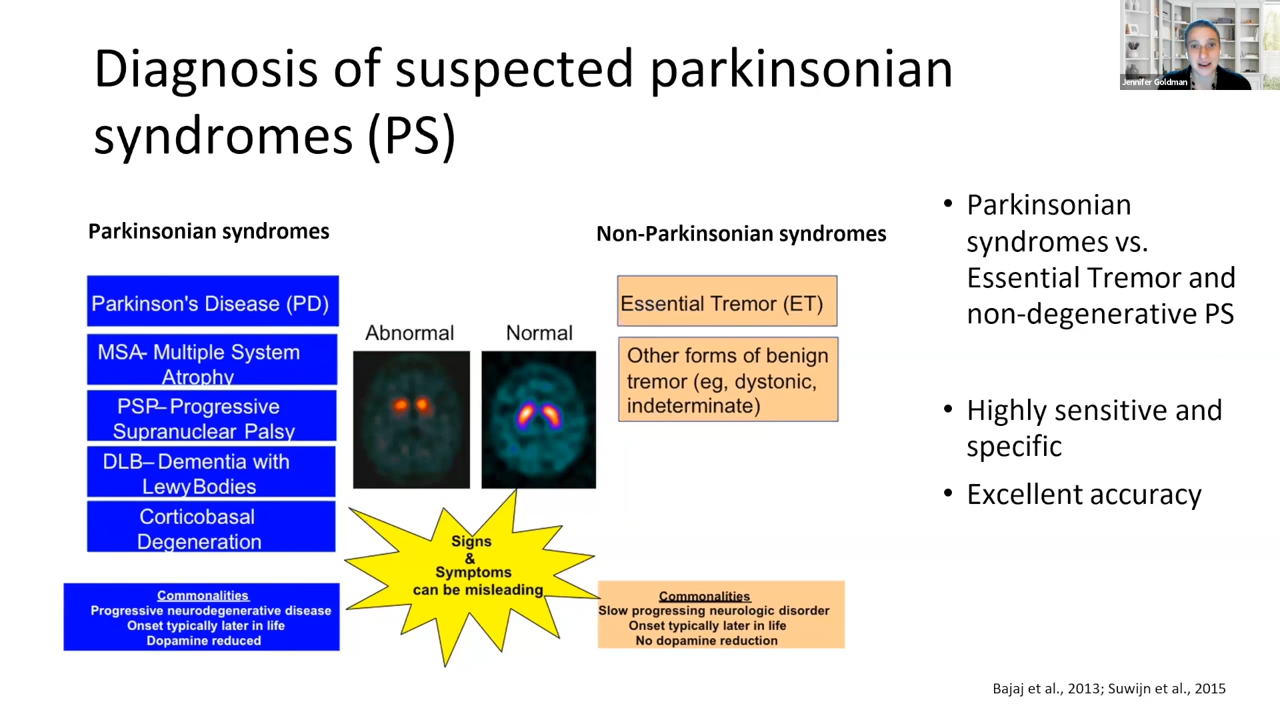 Diagnosis of suspected parkinsonian
syndromes (PS)
Jennifer Goldman
Parkinsonian syndromes
Parkinson's Disease (PD)
MSA- Multiple System
Atrophy
PSP–Progressive
Supranuclear Palsy
DLB–Dementia with
LewyBodies
Corticobasal
Degeneration
Commonalities
Progressive neurodegenerative disease
Onset typically later in life
Dopamine reduced
Abnormal
Normal
Signs
&
Symptoms
can be misleading
Non-Parkinsonian syndromes
Essential Tremor (ET)
Other forms of benign
tremor (eg, dystonic,
indeterminate)
Commonalities
Slow progressing neurologic disorder
Onset typically later in life
No dopamine reduction
• Parkinsonian
syndromes vs.
Essential Tremor and
non-degenerative PS
• Highly sensitive and
specific
• Excellent accuracy
Bajaj et al., 2013; Suwijn et al., 2015